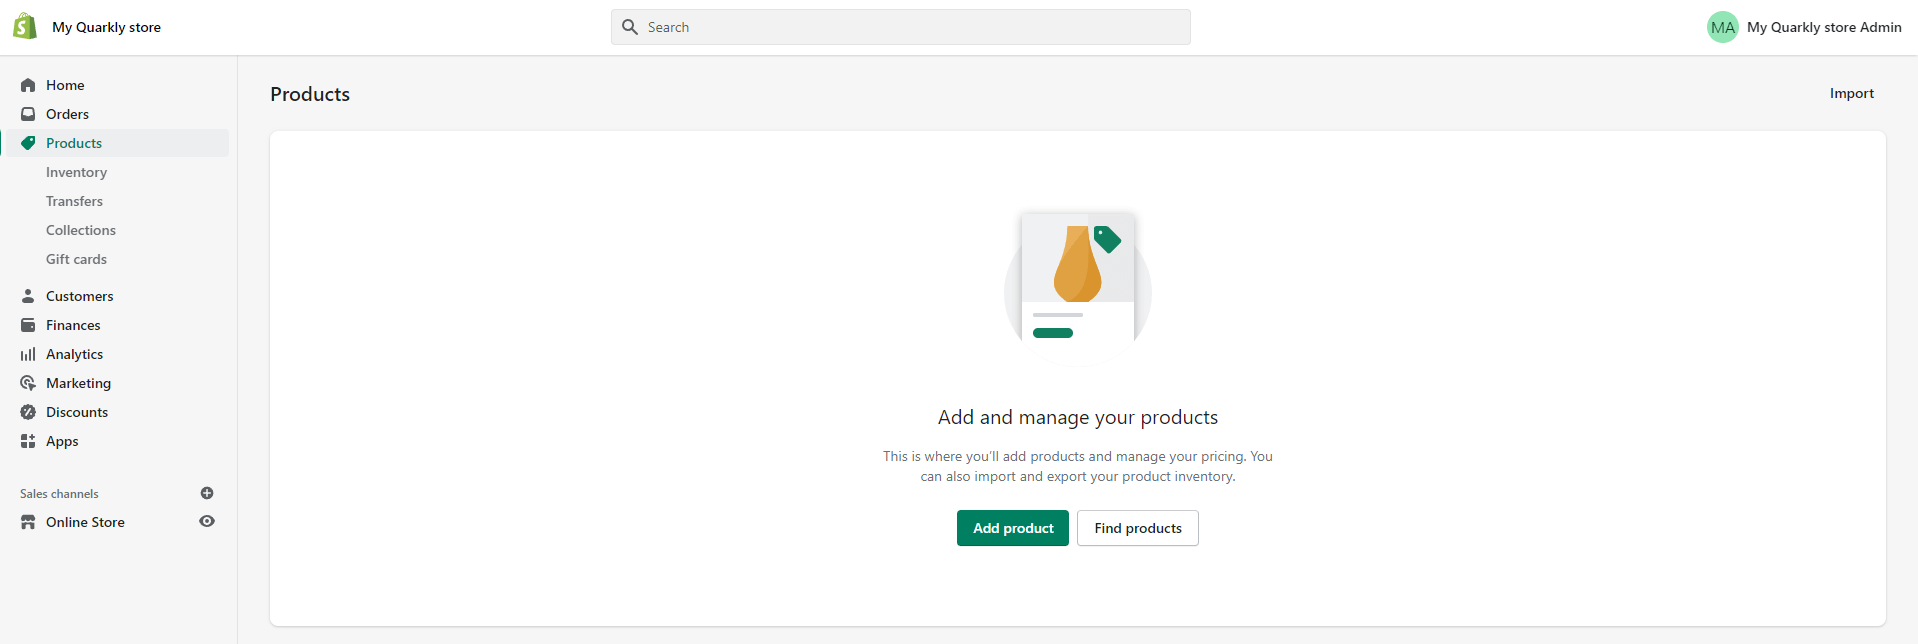 My Quarkly store
Search
MA My Quarkly store Admin
Home
Orders
Products
Inventory
Transfers
Collections
Gift cards
Customers
Finances
Analytics
Marketing
Discounts
Apps
Sales channels
Online Store
Products
Import
Add and manage your products
This is where you'll add products and manage your pricing. You
can also import and export your product inventory.
Add product
Find products